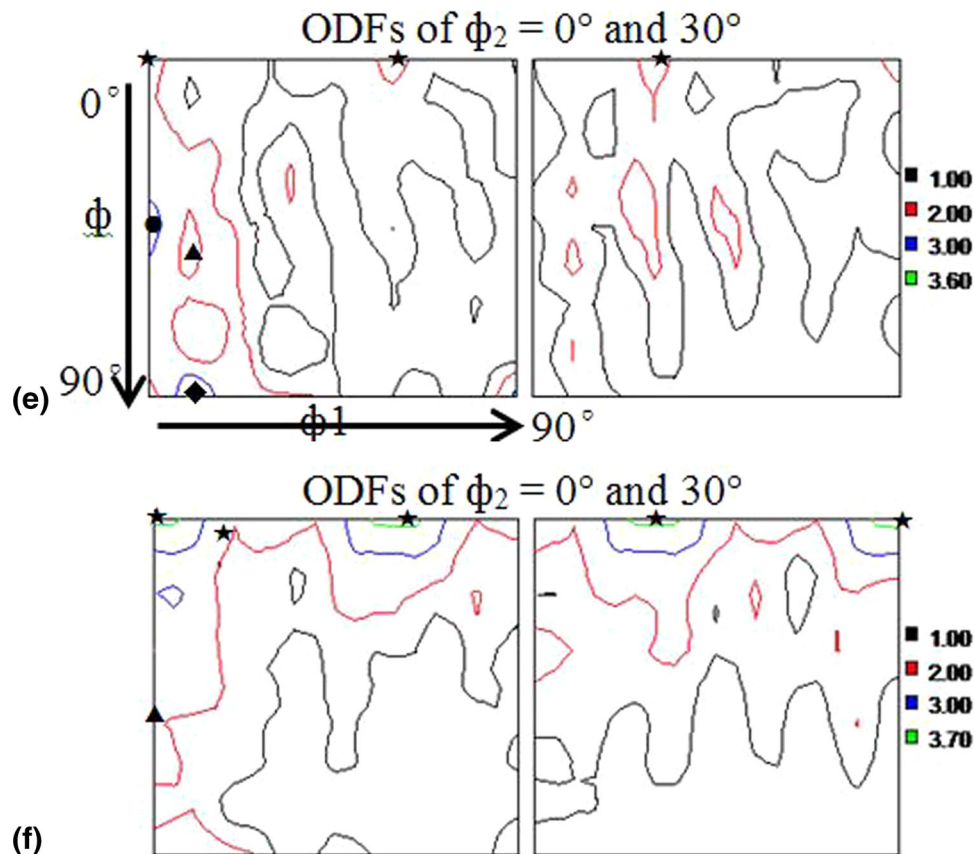 ODFs of ϕ₂ = 0° and 30°
0°
ϕ
90°
ϕ1
90°
1.00
2.00
3.00
3.60
(e)
ODFs of ϕ₂ = 0° and 30°
1.00
2.00
3.00
3.70
(f)